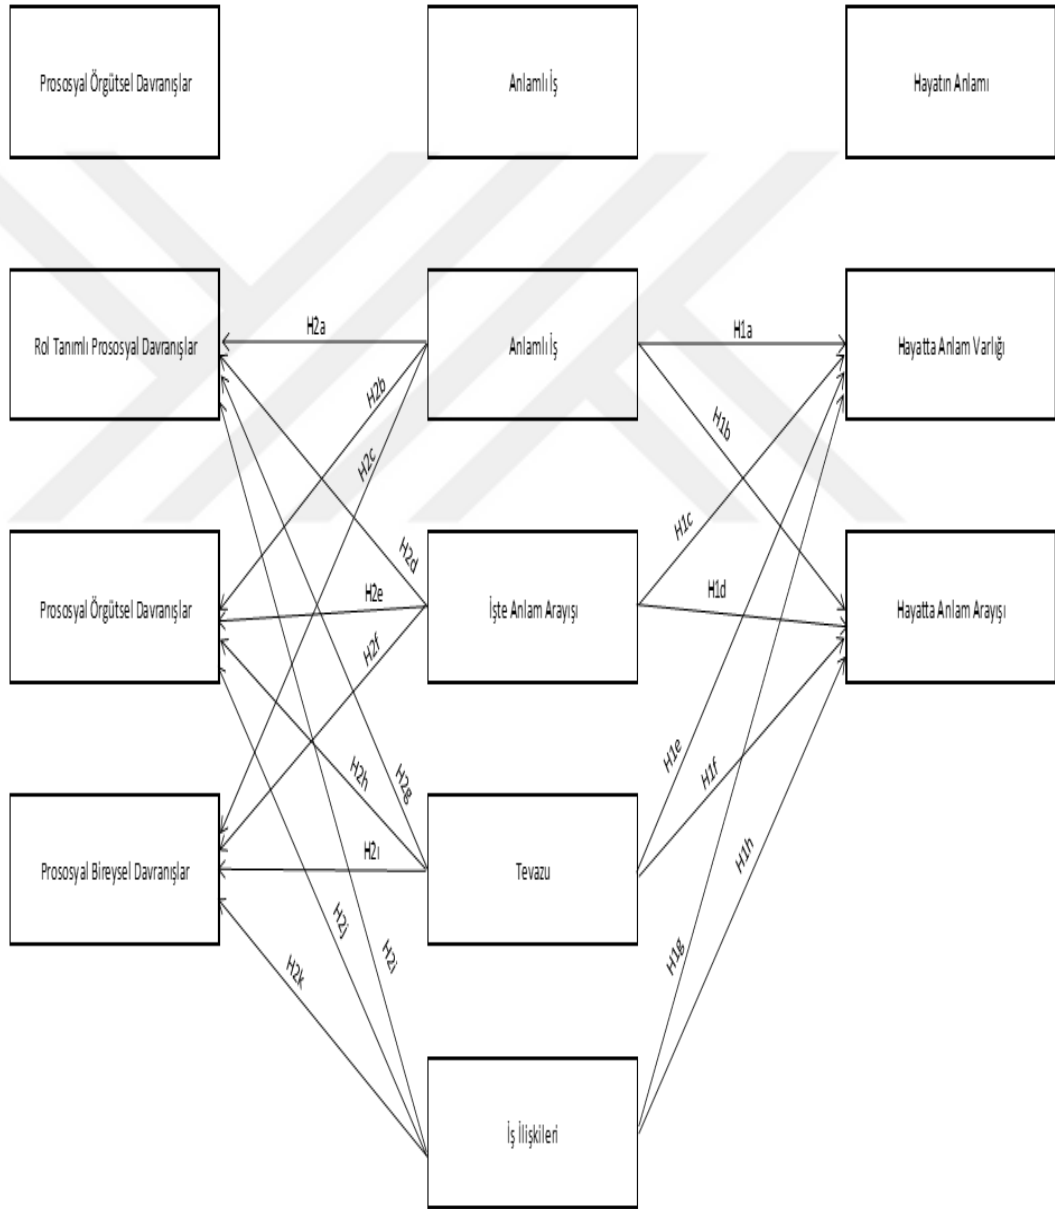 Prososyal Örgütsel Davranışlar
Anlamlı İş
Hayatın Anlamı
Rol Tanımlı Prososyal Davranışlar
H2a
Anlamlı İş
H1a
Hayatta Anlam Varlığı
H2b
H2c
H1b
H2d
H1c
Prososyal Örgütsel Davranışlar
H2e
İşte Anlam Arayışı
H1d
Hayatta Anlam Arayışı
H2f
H2h
H2g
H1e
H1f
Prososyal Bireysel Davranışlar
H2ı
Tevazu
H1h
H2j
H2k
H2i
H1g
İş İlişkileri